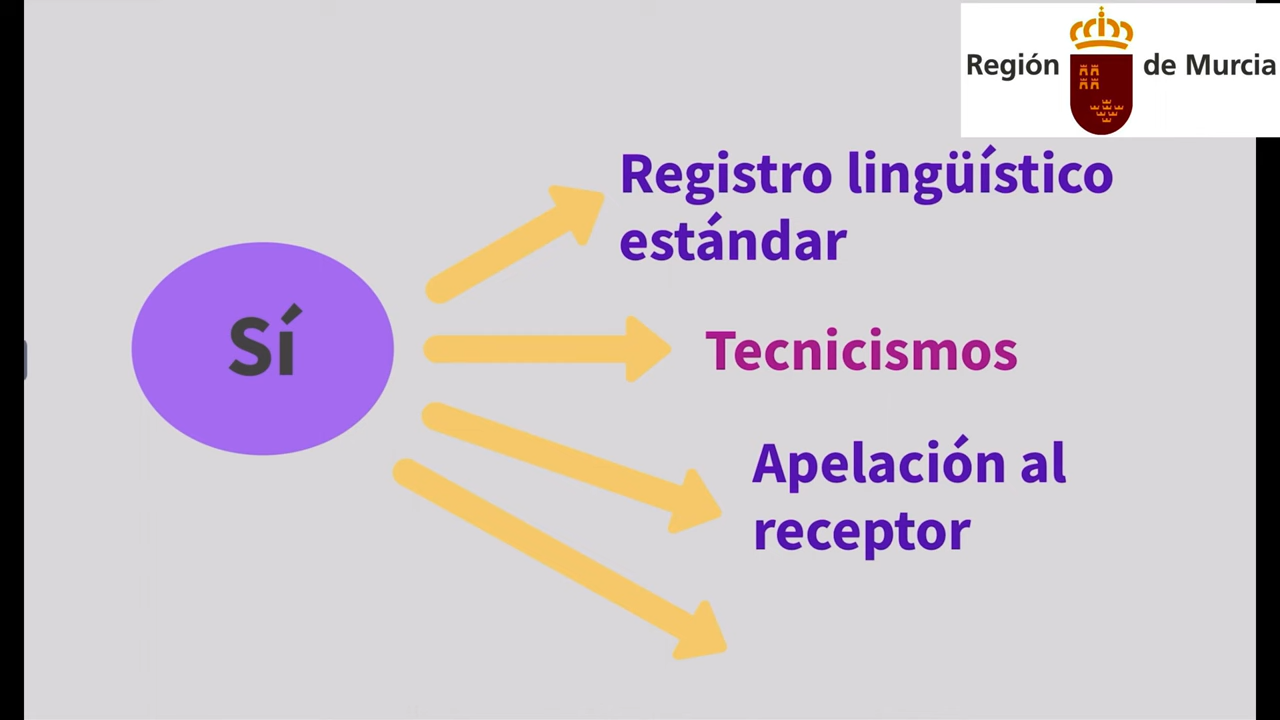 Región de Murcia
Registro lingüístico
estándar
Sí
Tecnicismos
Apelación al
receptor